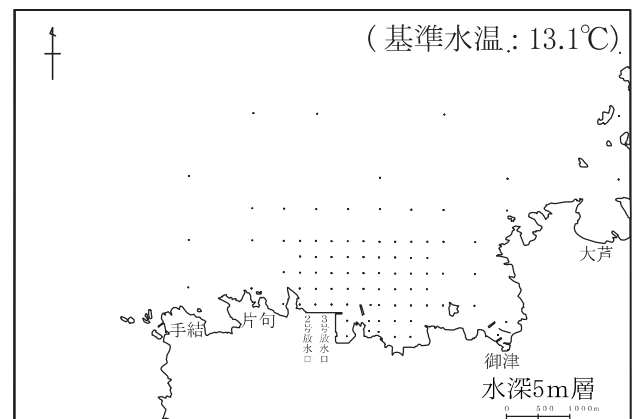 (基準水温:13.1℃)
大芦
片句
手結
2号放水口
3号放水口
御津
水深5m層
0 500 1000m